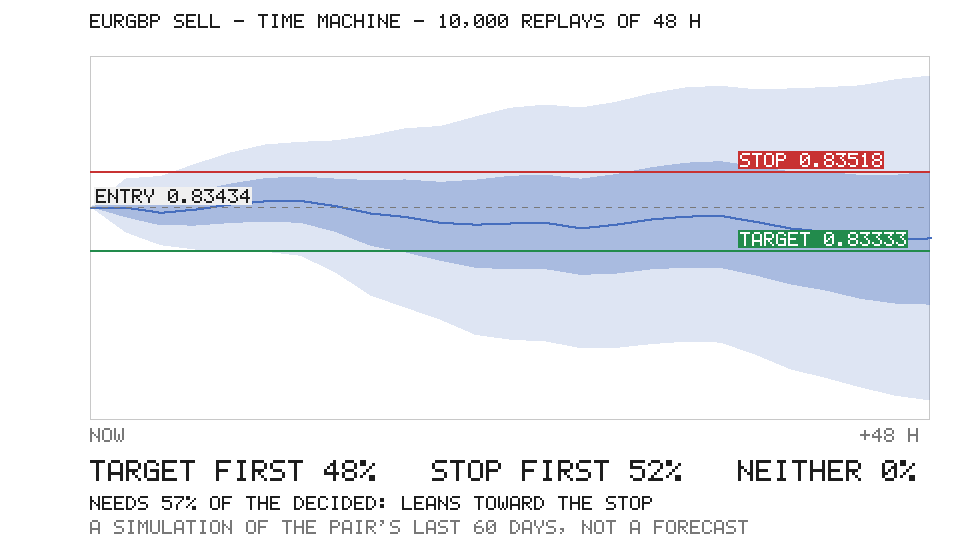 EURGBP SELL - TIME MACHINE - 10,000 REPLAYS OF 48 H
STOP 0.83518
ENTRY 0.83434
TARGET 0.83333
NOW +48 H
TARGET FIRST 48% STOP FIRST 52% NEITHER 0%
NEEDS 57% OF THE DECIDED: LEANS TOWARD THE STOP
A SIMULATION OF THE PAIR'S LAST 60 DAYS, NOT A FORECAST